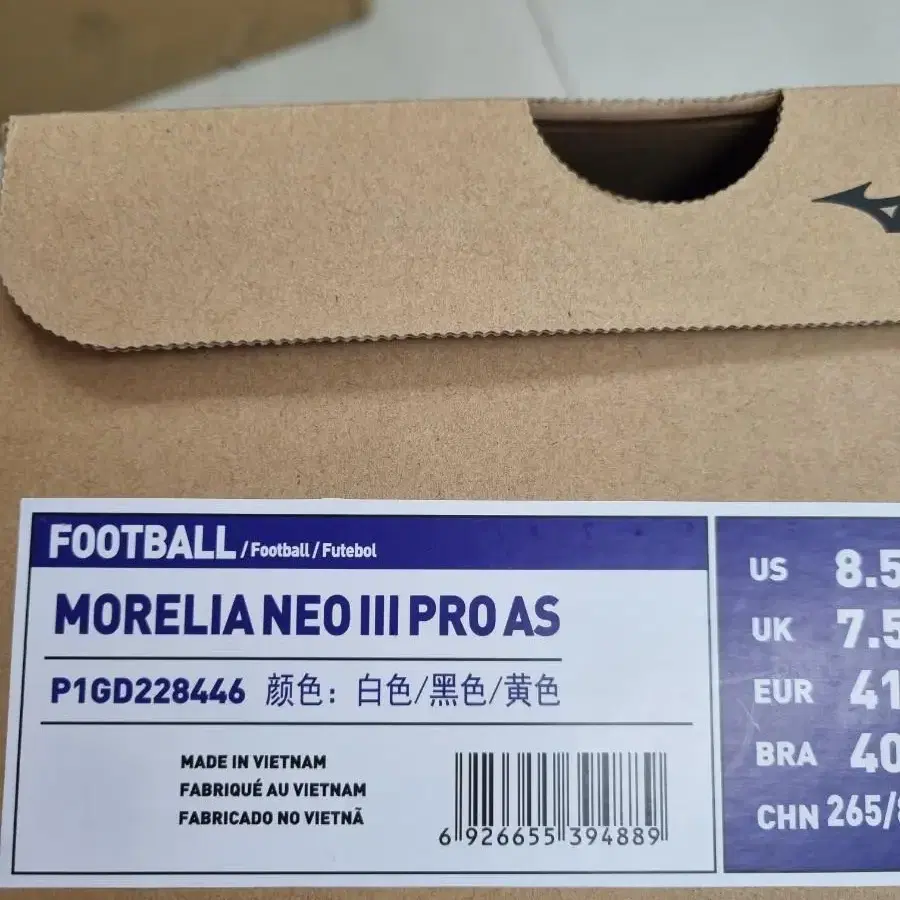 FOOTBALL/Football/Futebol
MORELIA NEO III PRO AS
P1GD228446 颜色：白色/黑色/黄色
MADE IN VIETNAM
FABRIQUÉ AU VIETNAM
FABRICADO NO VIETNÃ
6 926655 394889
US 8.5
UK 7.5
EUR 41
BRA 40
CHN 265/